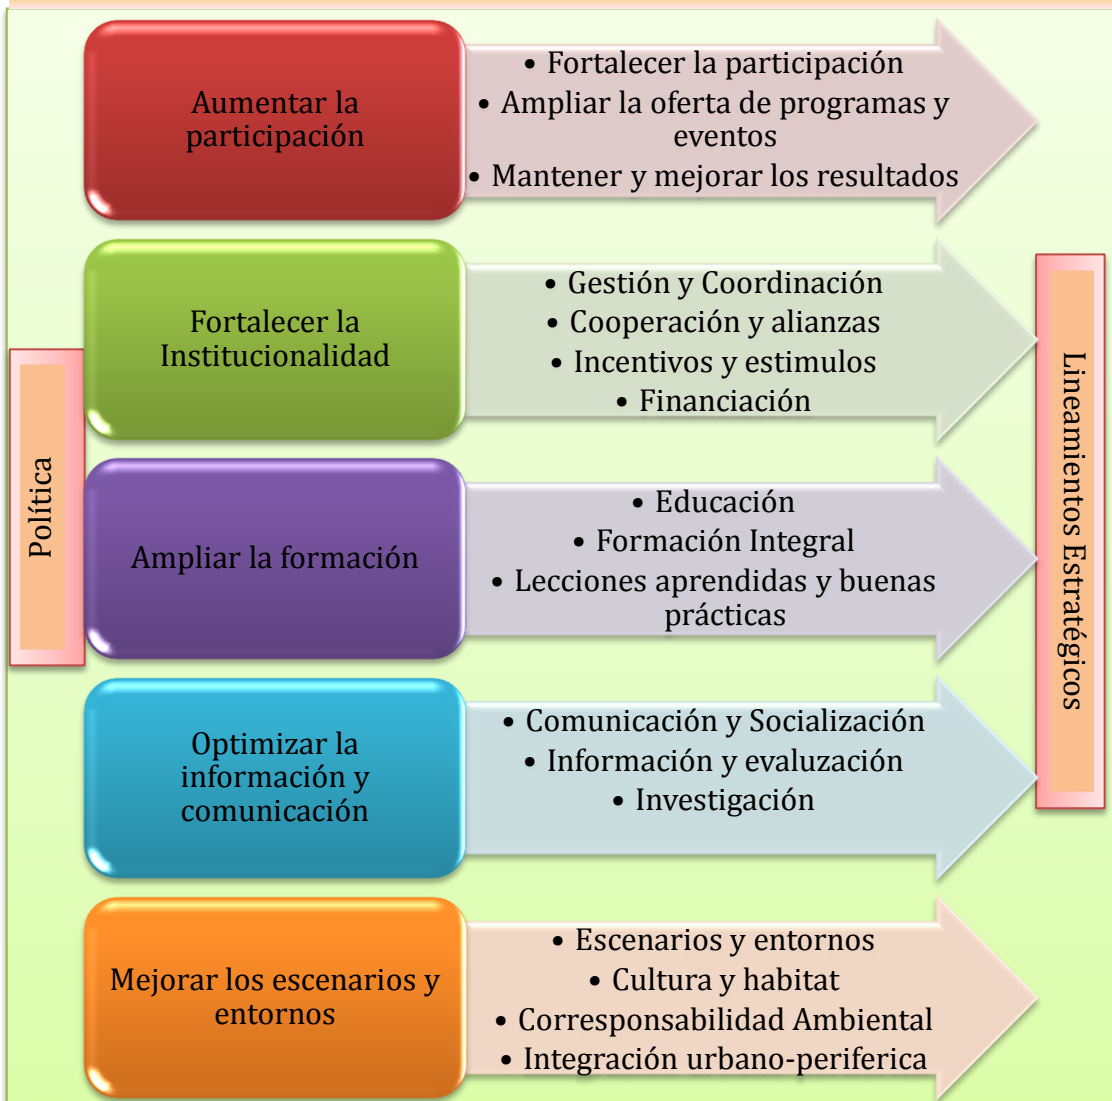 Política
Aumentar la
participación
• Fortalecer la participación
• Ampliar la oferta de programas y
eventos
• Mantener y mejorar los resultados
Fortalecer la
Institucionalidad
• Gestión y Coordinación
• Cooperación y alianzas
• Incentivos y estimulos
• Financiación
Ampliar la formación
• Educación
• Formación Integral
• Lecciones aprendidas y buenas
prácticas
Optimizar la
información y
comunicación
• Comunicación y Socialización
• Información y evaluzación
• Investigación
Mejorar los escenarios y
entornos
• Escenarios y entornos
• Cultura y habitat
• Corresponsabilidad Ambiental
• Integración urbano-periferica
Lineamientos Estratégicos